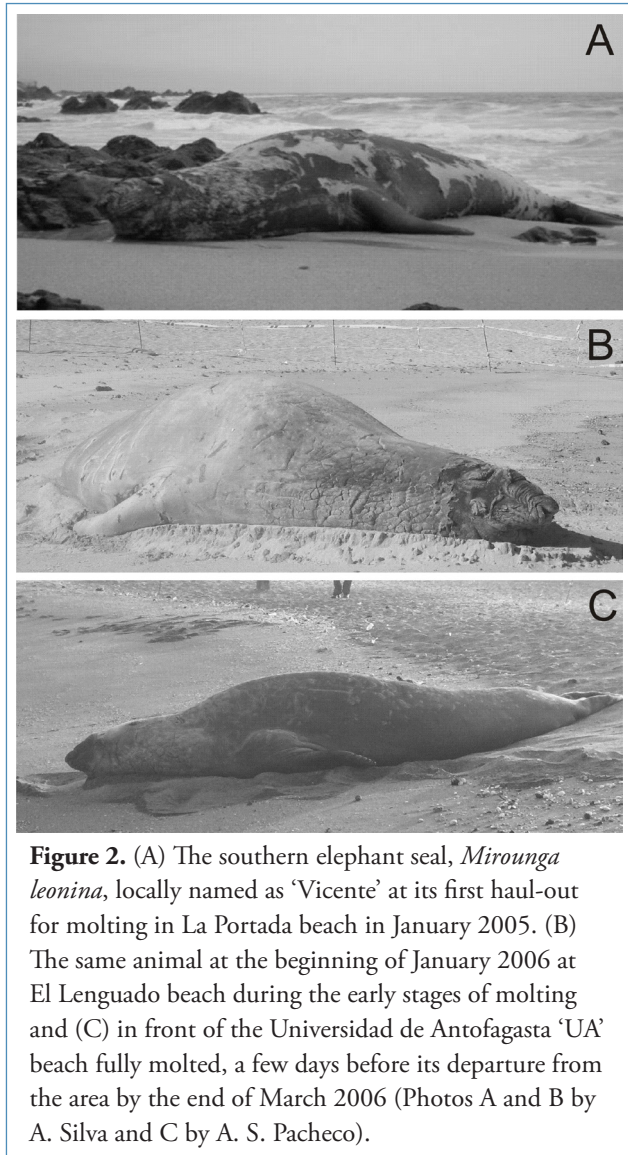 A
B
C
Figure 2. (A) The southern elephant seal, Mirounga
leonina, locally named as ‘Vicente’ at its first haul-out
for molting in La Portada beach in January 2005. (B)
The same animal at the beginning of January 2006 at
El Lenguado beach during the early stages of molting
and (C) in front of the Universidad de Antofagasta ‘UA’
beach fully molted, a few days before its departure from
the area by the end of March 2006 (Photos A and B by
A. Silva and C by A. S. Pacheco).